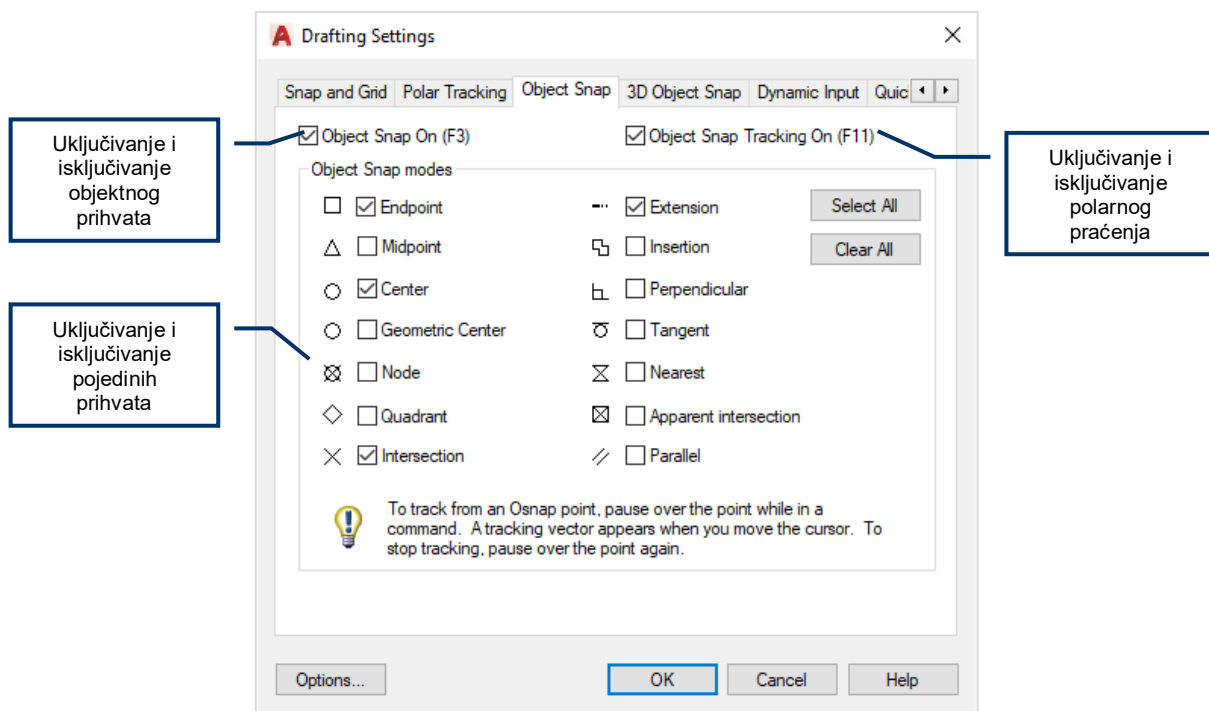 Drafting Settings
Snap and Grid Polar Tracking Object Snap 3D Object Snap Dynamic Input Quic
Object Snap On (F3) Object Snap Tracking On (F11)
Uključivanje i
isključivanje
objektnog
prihvata
Uključivanje i
isključivanje
polarnog
praćenja
Object Snap modes
Endpoint Extension Select All
Midpoint Insertion Clear All
Center Perpendicular
Geometric Center Tangent
Node Nearest
Quadrant Apparent intersection
Intersection Parallel
Uključivanje i
isključivanje
pojedinih
prihvata
To track from an Osnap point, pause over the point while in a
command. A tracking vector appears when you move the cursor. To
stop tracking, pause over the point again.
Options... OK Cancel Help